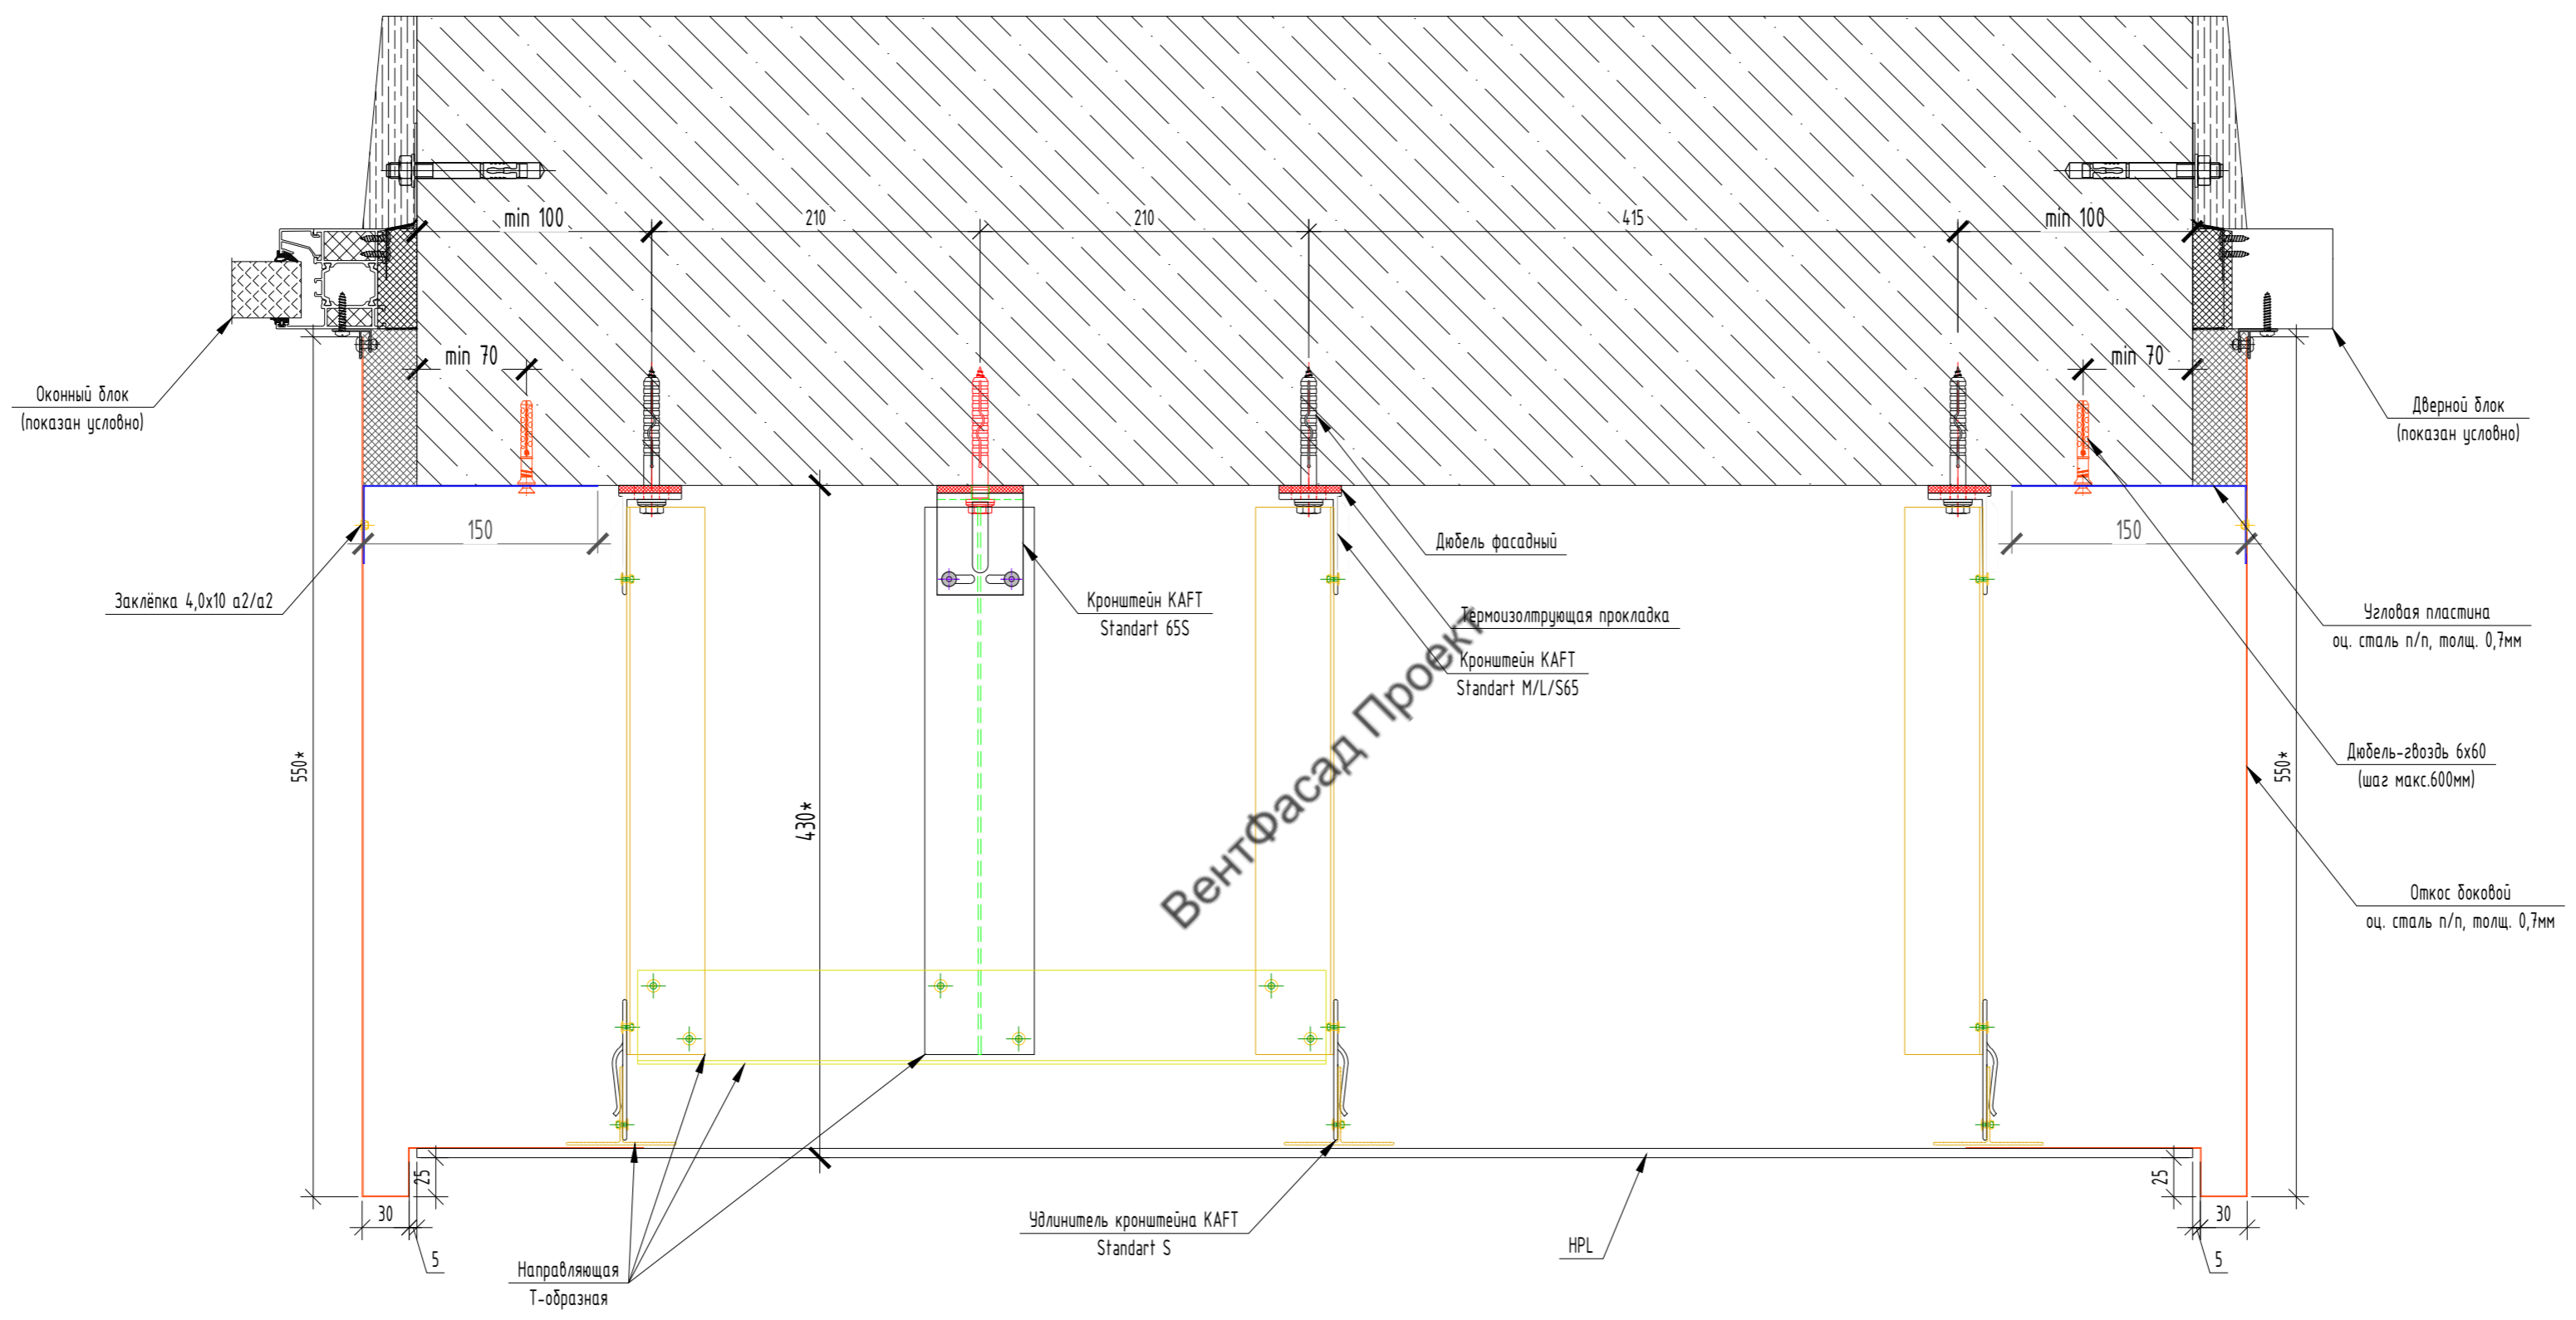 min 100
210
210
415
min 100
min 70
min 70
Оконный блок
(показан условно)
Дверной блок
(показан условно)
150
150
Дюбель фасадный
Заклёпка 4,0х10 а2/а2
Кронштейн KAFT
Standart 65S
Термоизолтрующая прокладка
Кронштейн KAFT
Standart M/L/S65
Угловая пластина
оц. сталь п/п, толщ. 0,7мм
550*
430*
550*
Дюбель-гвоздь 6х60
(шаг макс.600мм)
ВентФасад Проект
Откос боковой
оц. сталь п/п, толщ. 0,7мм
25
25
30
30
5
5
Удлинитель кронштейна KAFT
Standart S
HPL
Направляющая
Т-образная